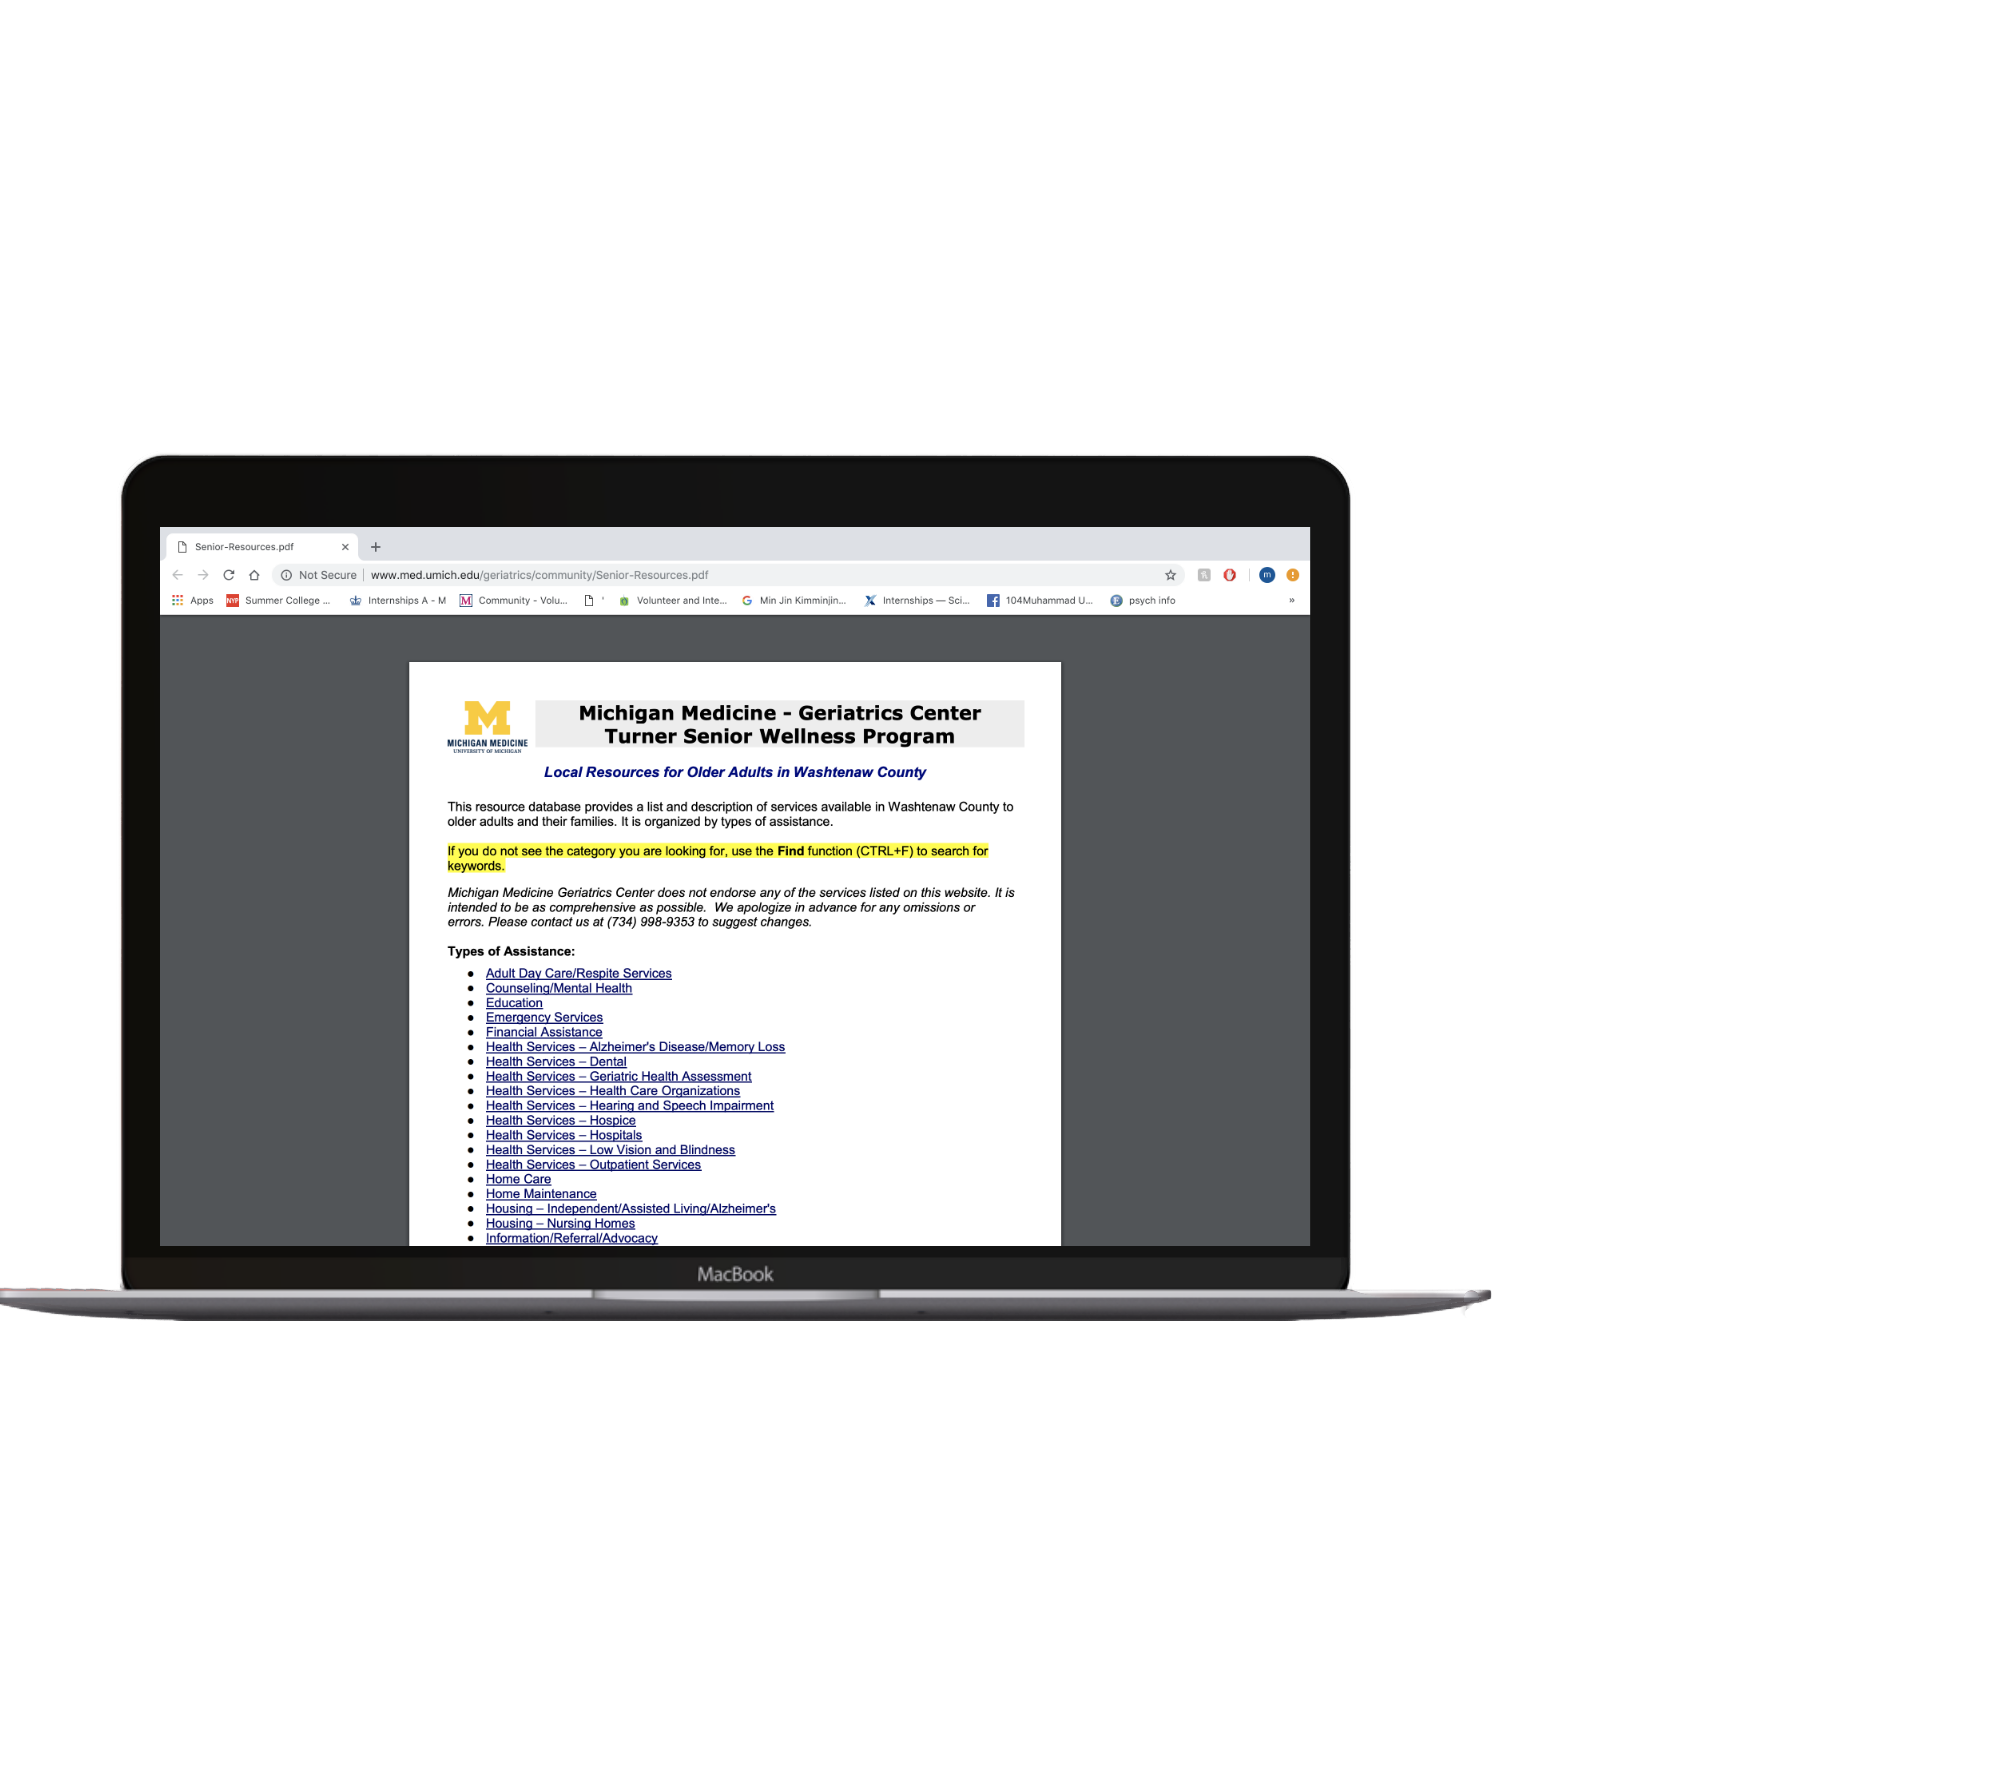 Senior-Resources.pdf
Not Secure | www.med.umich.edu/geriatrics/community/Senior-Resources.pdf
m
Apps NYP Summer College ... Internships A - M M Community - Volu... ' Volunteer and Inte... G Min Jin Kimminjin... Internships — Sci... f 104Muhammad U... E psych info »
M
MICHIGAN MEDICINE
UNIVERSITY OF MICHIGAN
Michigan Medicine - Geriatrics Center
Turner Senior Wellness Program
Local Resources for Older Adults in Washtenaw County
This resource database provides a list and description of services available in Washtenaw County to
older adults and their families. It is organized by types of assistance.
If you do not see the category you are looking for, use the Find function (CTRL+F) to search for
keywords.
Michigan Medicine Geriatrics Center does not endorse any of the services listed on this website. It is
intended to be as comprehensive as possible.  We apologize in advance for any omissions or
errors. Please contact us at (734) 998-9353 to suggest changes.
Types of Assistance:
● Adult Day Care/Respite Services
● Counseling/Mental Health
● Education
● Emergency Services
● Financial Assistance
● Health Services – Alzheimer's Disease/Memory Loss
● Health Services – Dental
● Health Services – Geriatric Health Assessment
● Health Services – Health Care Organizations
● Health Services – Hearing and Speech Impairment
● Health Services – Hospice
● Health Services – Hospitals
● Health Services – Low Vision and Blindness
● Health Services – Outpatient Services
● Home Care
● Home Maintenance
● Housing – Independent/Assisted Living/Alzheimer's
● Housing – Nursing Homes
● Information/Referral/Advocacy
MacBook